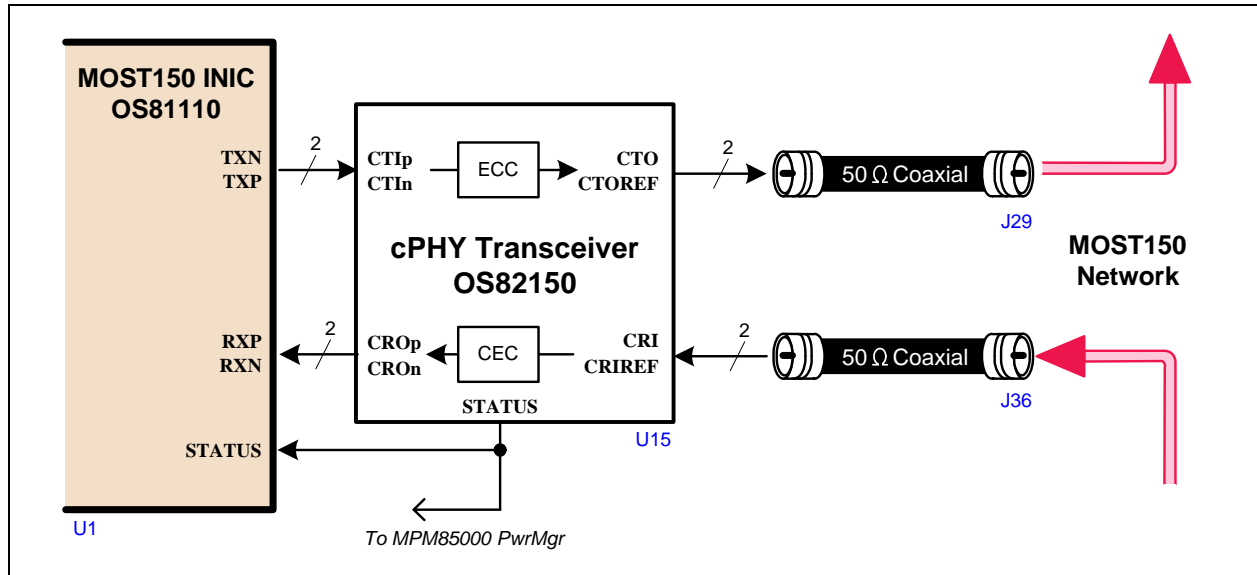 MOST150 INIC
OS81110
TXN
TXP
2
CTIp
CTIn
ECC
CTO
CTOREF
2
50 Ω Coaxial
J29
cPHY Transceiver
OS82150
MOST150
Network
RXP
RXN
2
CROp
CROn
CEC
CRI
CRIREF
2
50 Ω Coaxial
J36
STATUS
U15
STATUS
U1
To MPM85000 PwrMgr